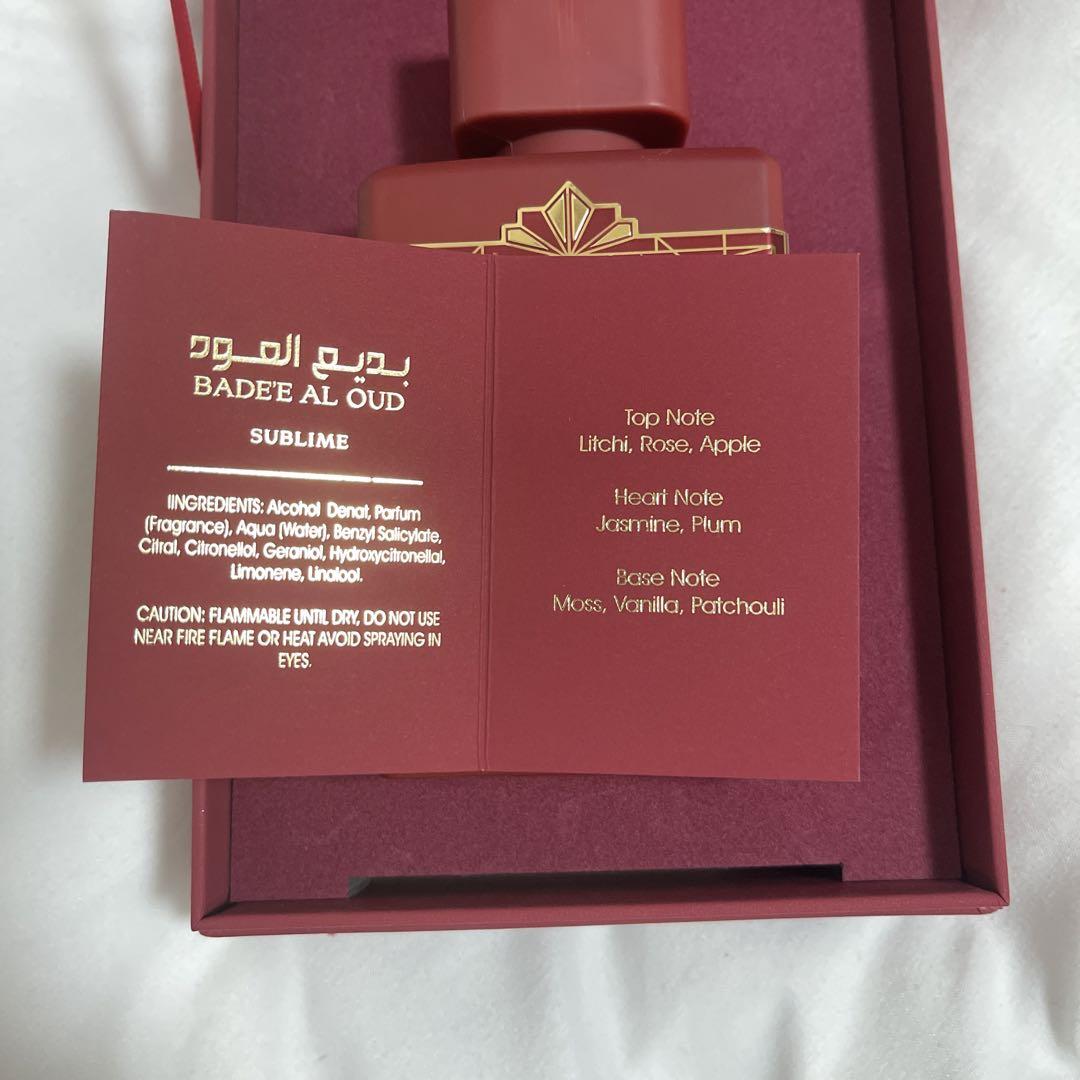 بديع العود
BADE'E AL OUD
SUBLIME
IINGREDIENTS: Alcohol Denat, Parfum
(Fragrance), Aqua (Water), Benzyl Salicylate,
Citral, Citronellol, Geraniol, Hydroxycitronellal,
Limonene, Linalool.
CAUTION: FLAMMABLE UNTIL DRY, DO NOT USE
NEAR FIRE FLAME OR HEAT AVOID SPRAYING IN
EYES.
Top Note
Litchi, Rose, Apple
Heart Note
Jasmine, Plum
Base Note
Moss, Vanilla, Patchouli